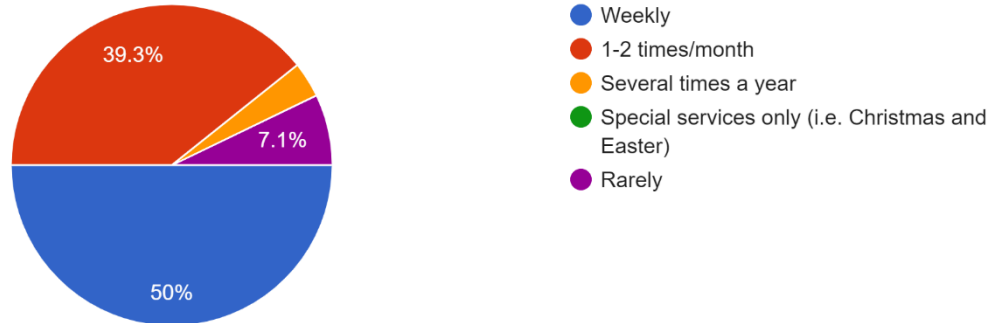 39.3%
7.1%
50%
Weekly
1-2 times/month
Several times a year
Special services only (i.e. Christmas and
Easter)
Rarely